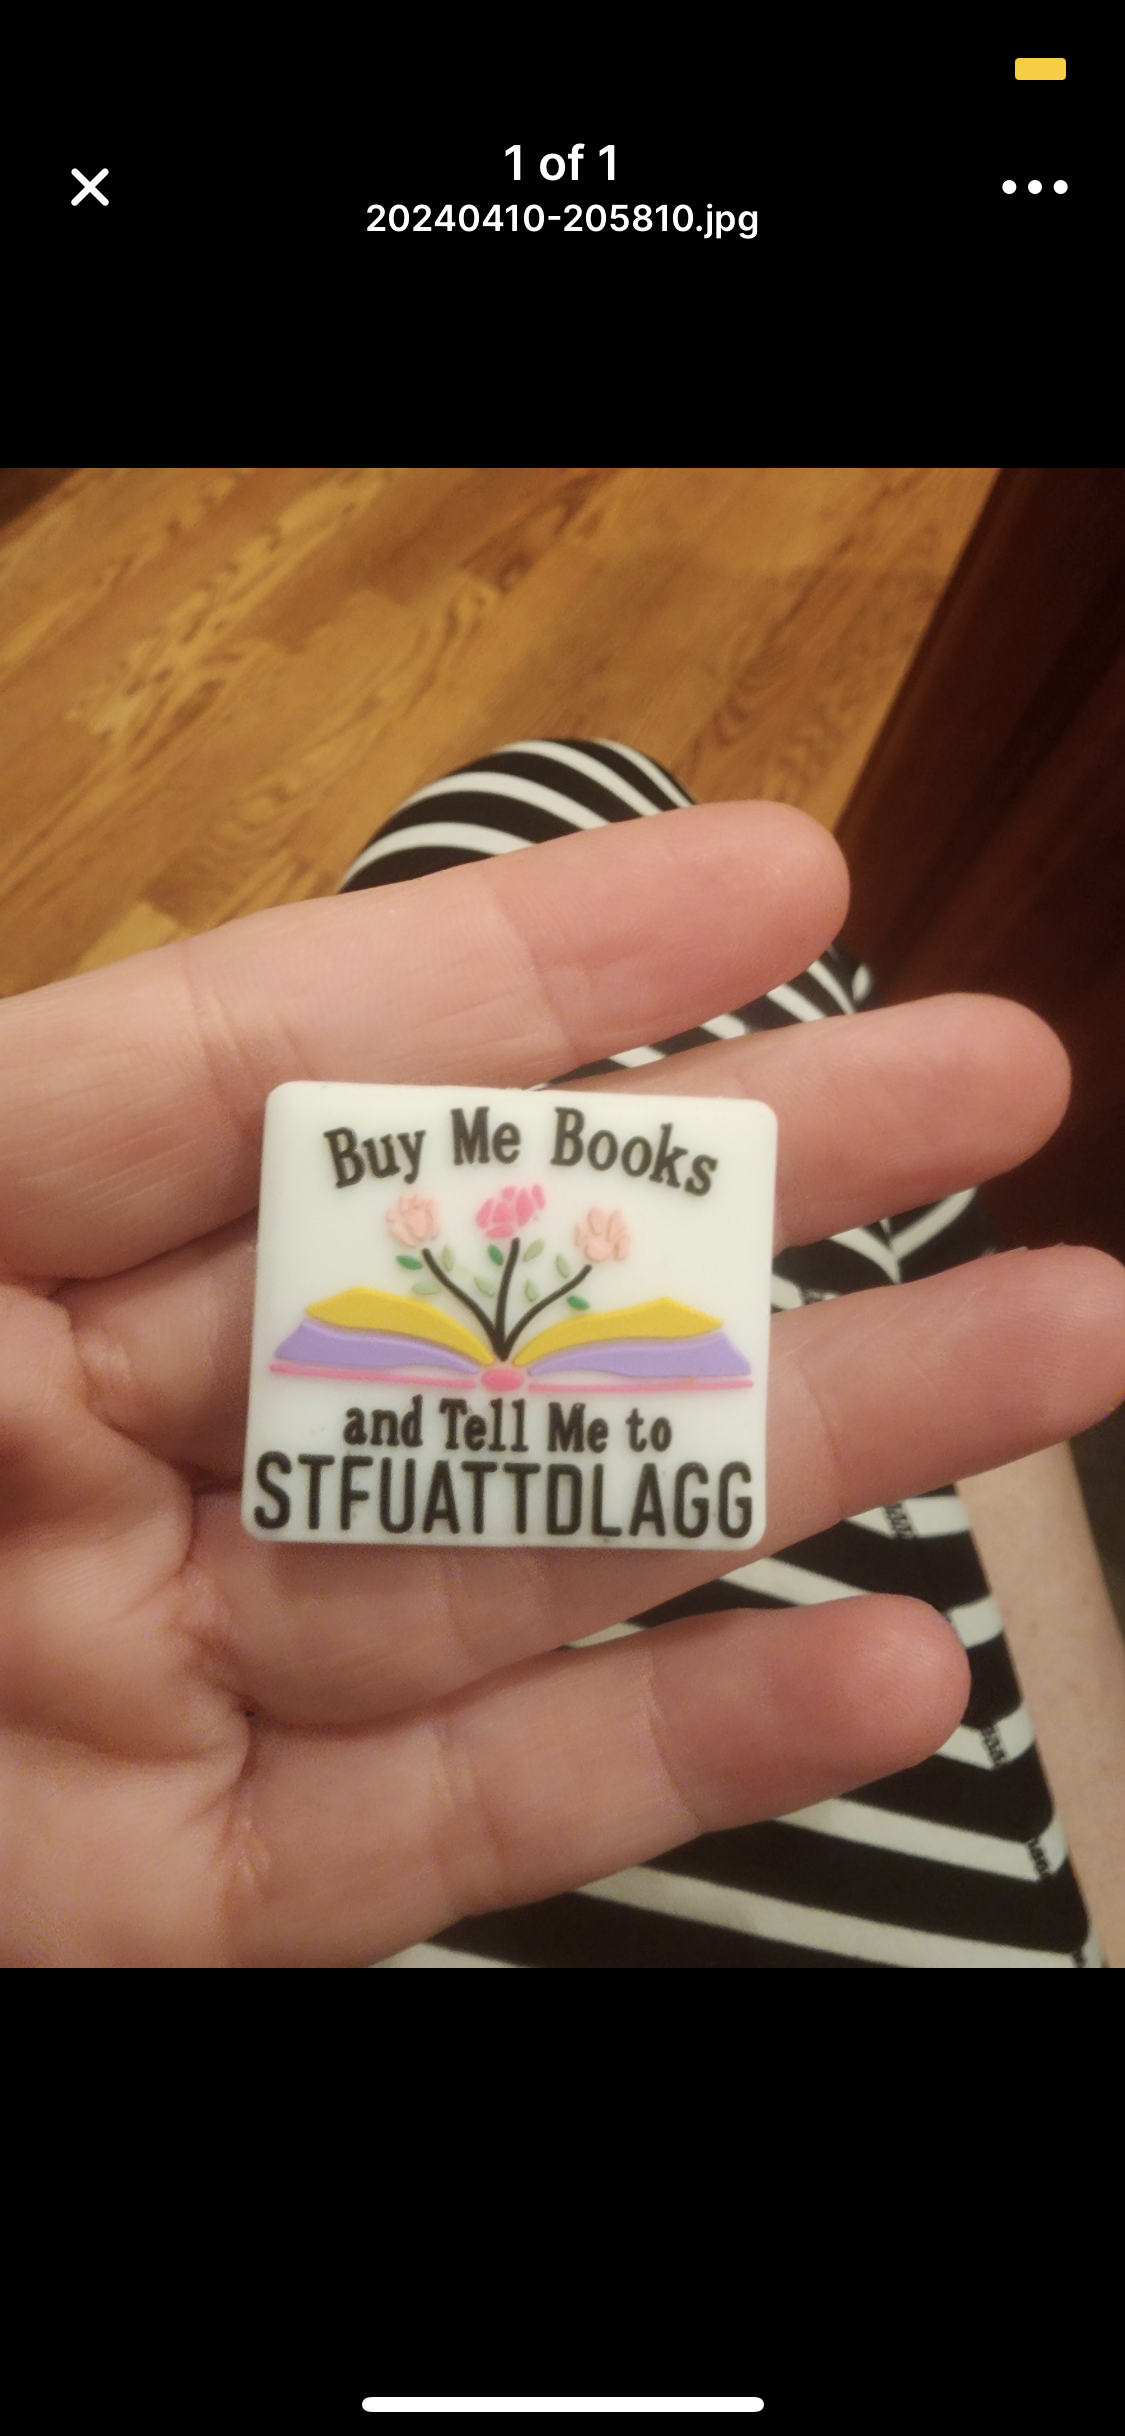 1 of 1
20240410-205810.jpg
Buy Me Books
and Tell Me to
STFUATTDLAGG